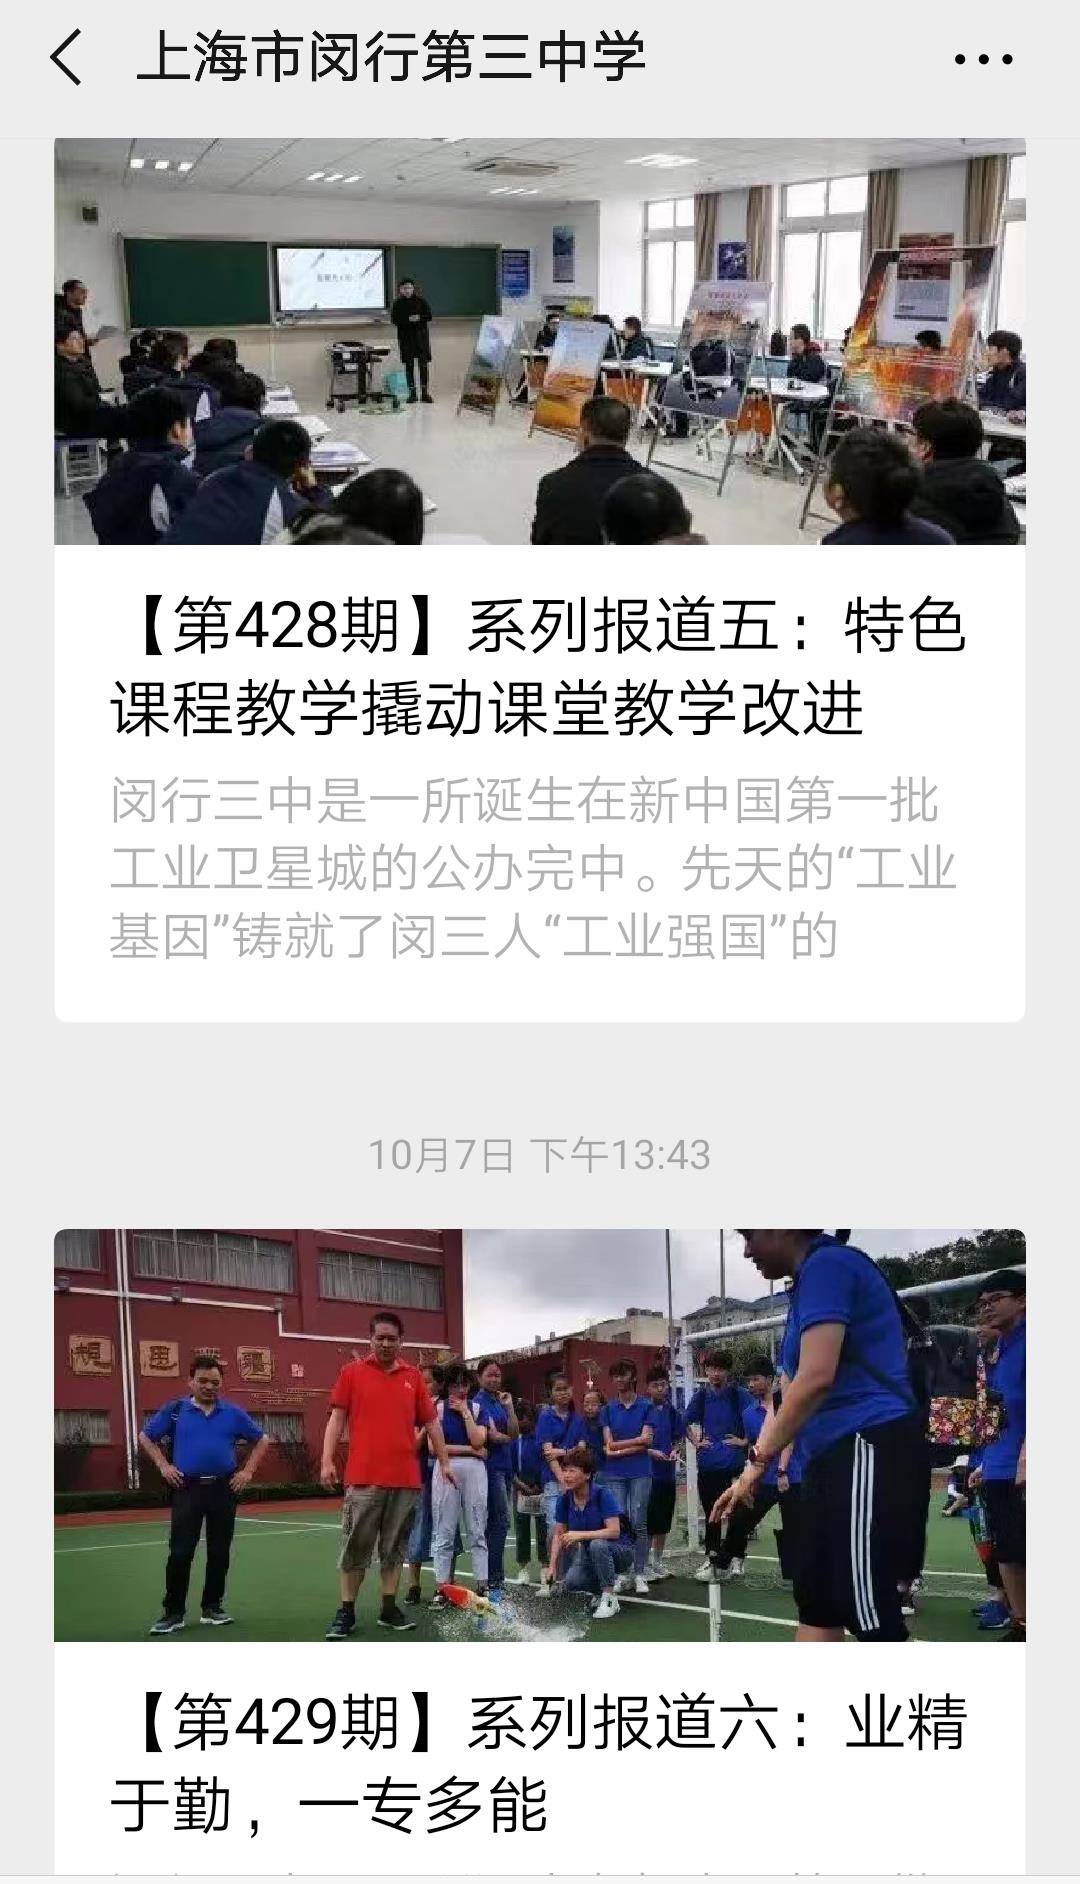 上海市闵行第三中学
【第428期】系列报道五：特色
课程教学撬动课堂教学改进
闵行三中是一所诞生在新中国第一批
工业卫星城的公办完中。先天的“工业
基因”铸就了闵三人“工业强国”的
10月7日 下午13:43
【第429期】系列报道六：业精
于勤，一专多能